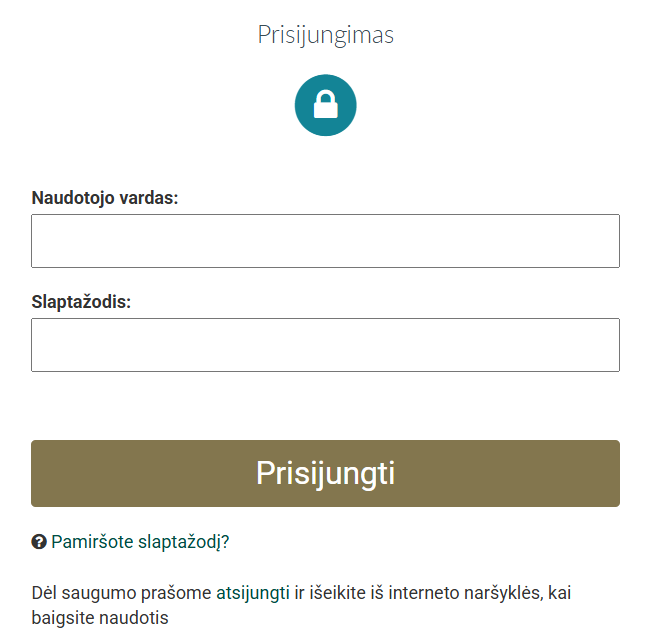 Prisijungimas
Naudotojo vardas:
Slaptažodis:
Prisijungti
Pamiršote slaptažodį?
Dėl saugumo prašome atsijungti ir išeikite iš interneto naršyklės, kai
baigsite naudotis